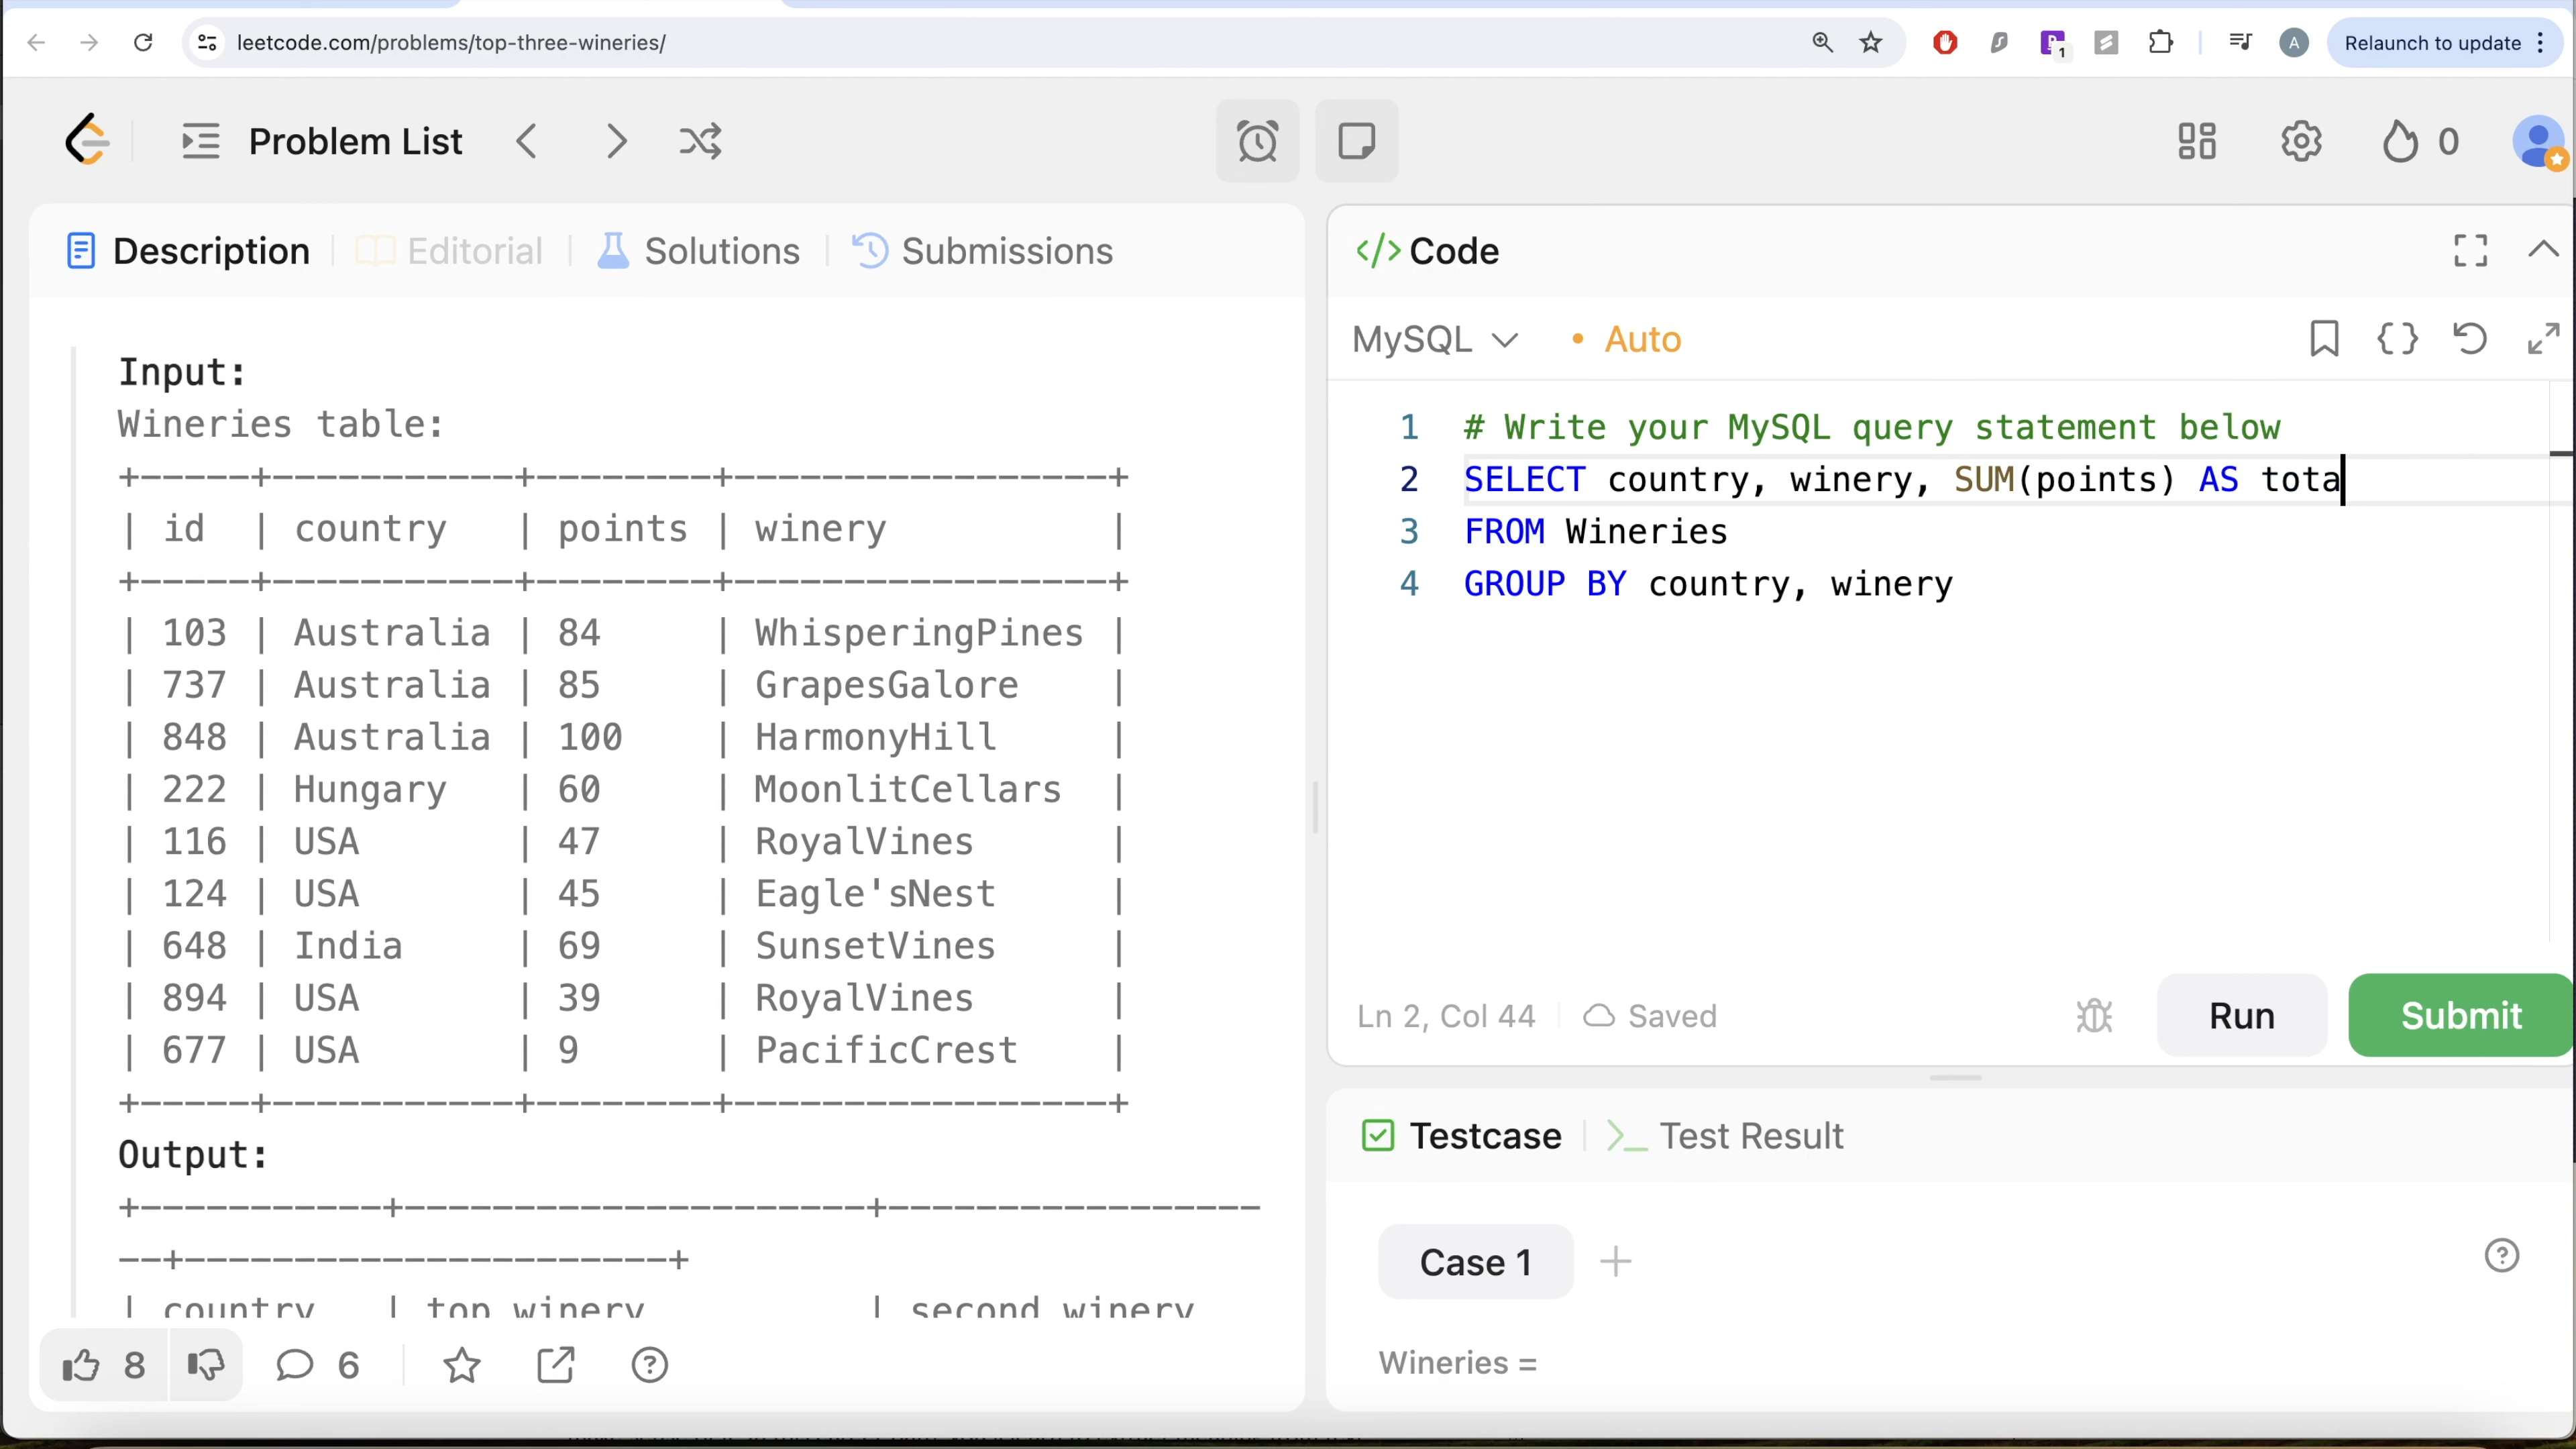 leetcode.com/problems/top-three-wineries/
1
A
Relaunch to update
Problem List
0
Description
Editorial
Solutions
Submissions
Input:
Wineries table:
+-----+-----------+--------+-----------------+
| id | country | points | winery |
+-----+-----------+--------+-----------------+
| 103 | Australia | 84 | WhisperingPines |
| 737 | Australia | 85 | GrapesGalore |
| 848 | Australia | 100 | HarmonyHill |
| 222 | Hungary | 60 | MoonlitCellars |
| 116 | USA | 47 | RoyalVines |
| 124 | USA | 45 | Eagle'sNest |
| 648 | India | 69 | SunsetVines |
| 894 | USA | 39 | RoyalVines |
| 677 | USA | 9 | PacificCrest |
+-----+-----------+--------+-----------------+
Output:
+-----------+---------------------+-----------------
--+----------------------+
| country | top_winery | second_winery
8
6
</> Code
MySQL
Auto
1 # Write your MySQL query statement below
2 SELECT country, winery, SUM(points) AS tota
3 FROM Wineries
4 GROUP BY country, winery
Ln 2, Col 44
Saved
Run
Submit
Testcase
>_ Test Result
Case 1
+
Wineries =